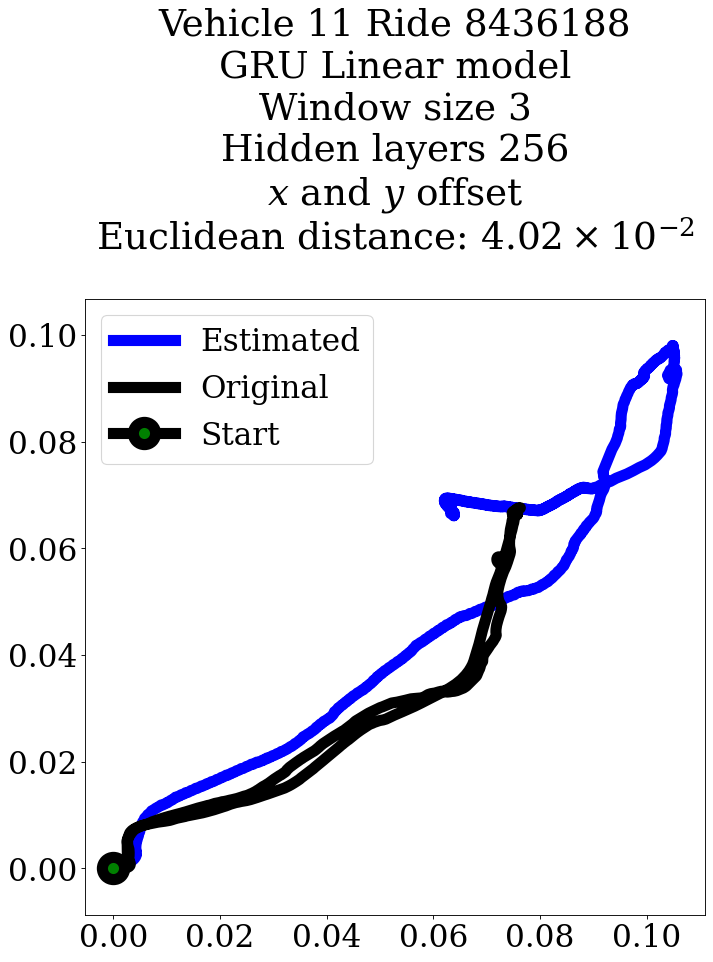 Vehicle 11 Ride 8436188
GRU Linear model
Window size 3
Hidden layers 256
x and y offset
Euclidean distance: 4.02 × 10⁻²
Estimated
Original
Start
0.10
0.08
0.06
0.04
0.02
0.00
0.00 0.02 0.04 0.06 0.08 0.10